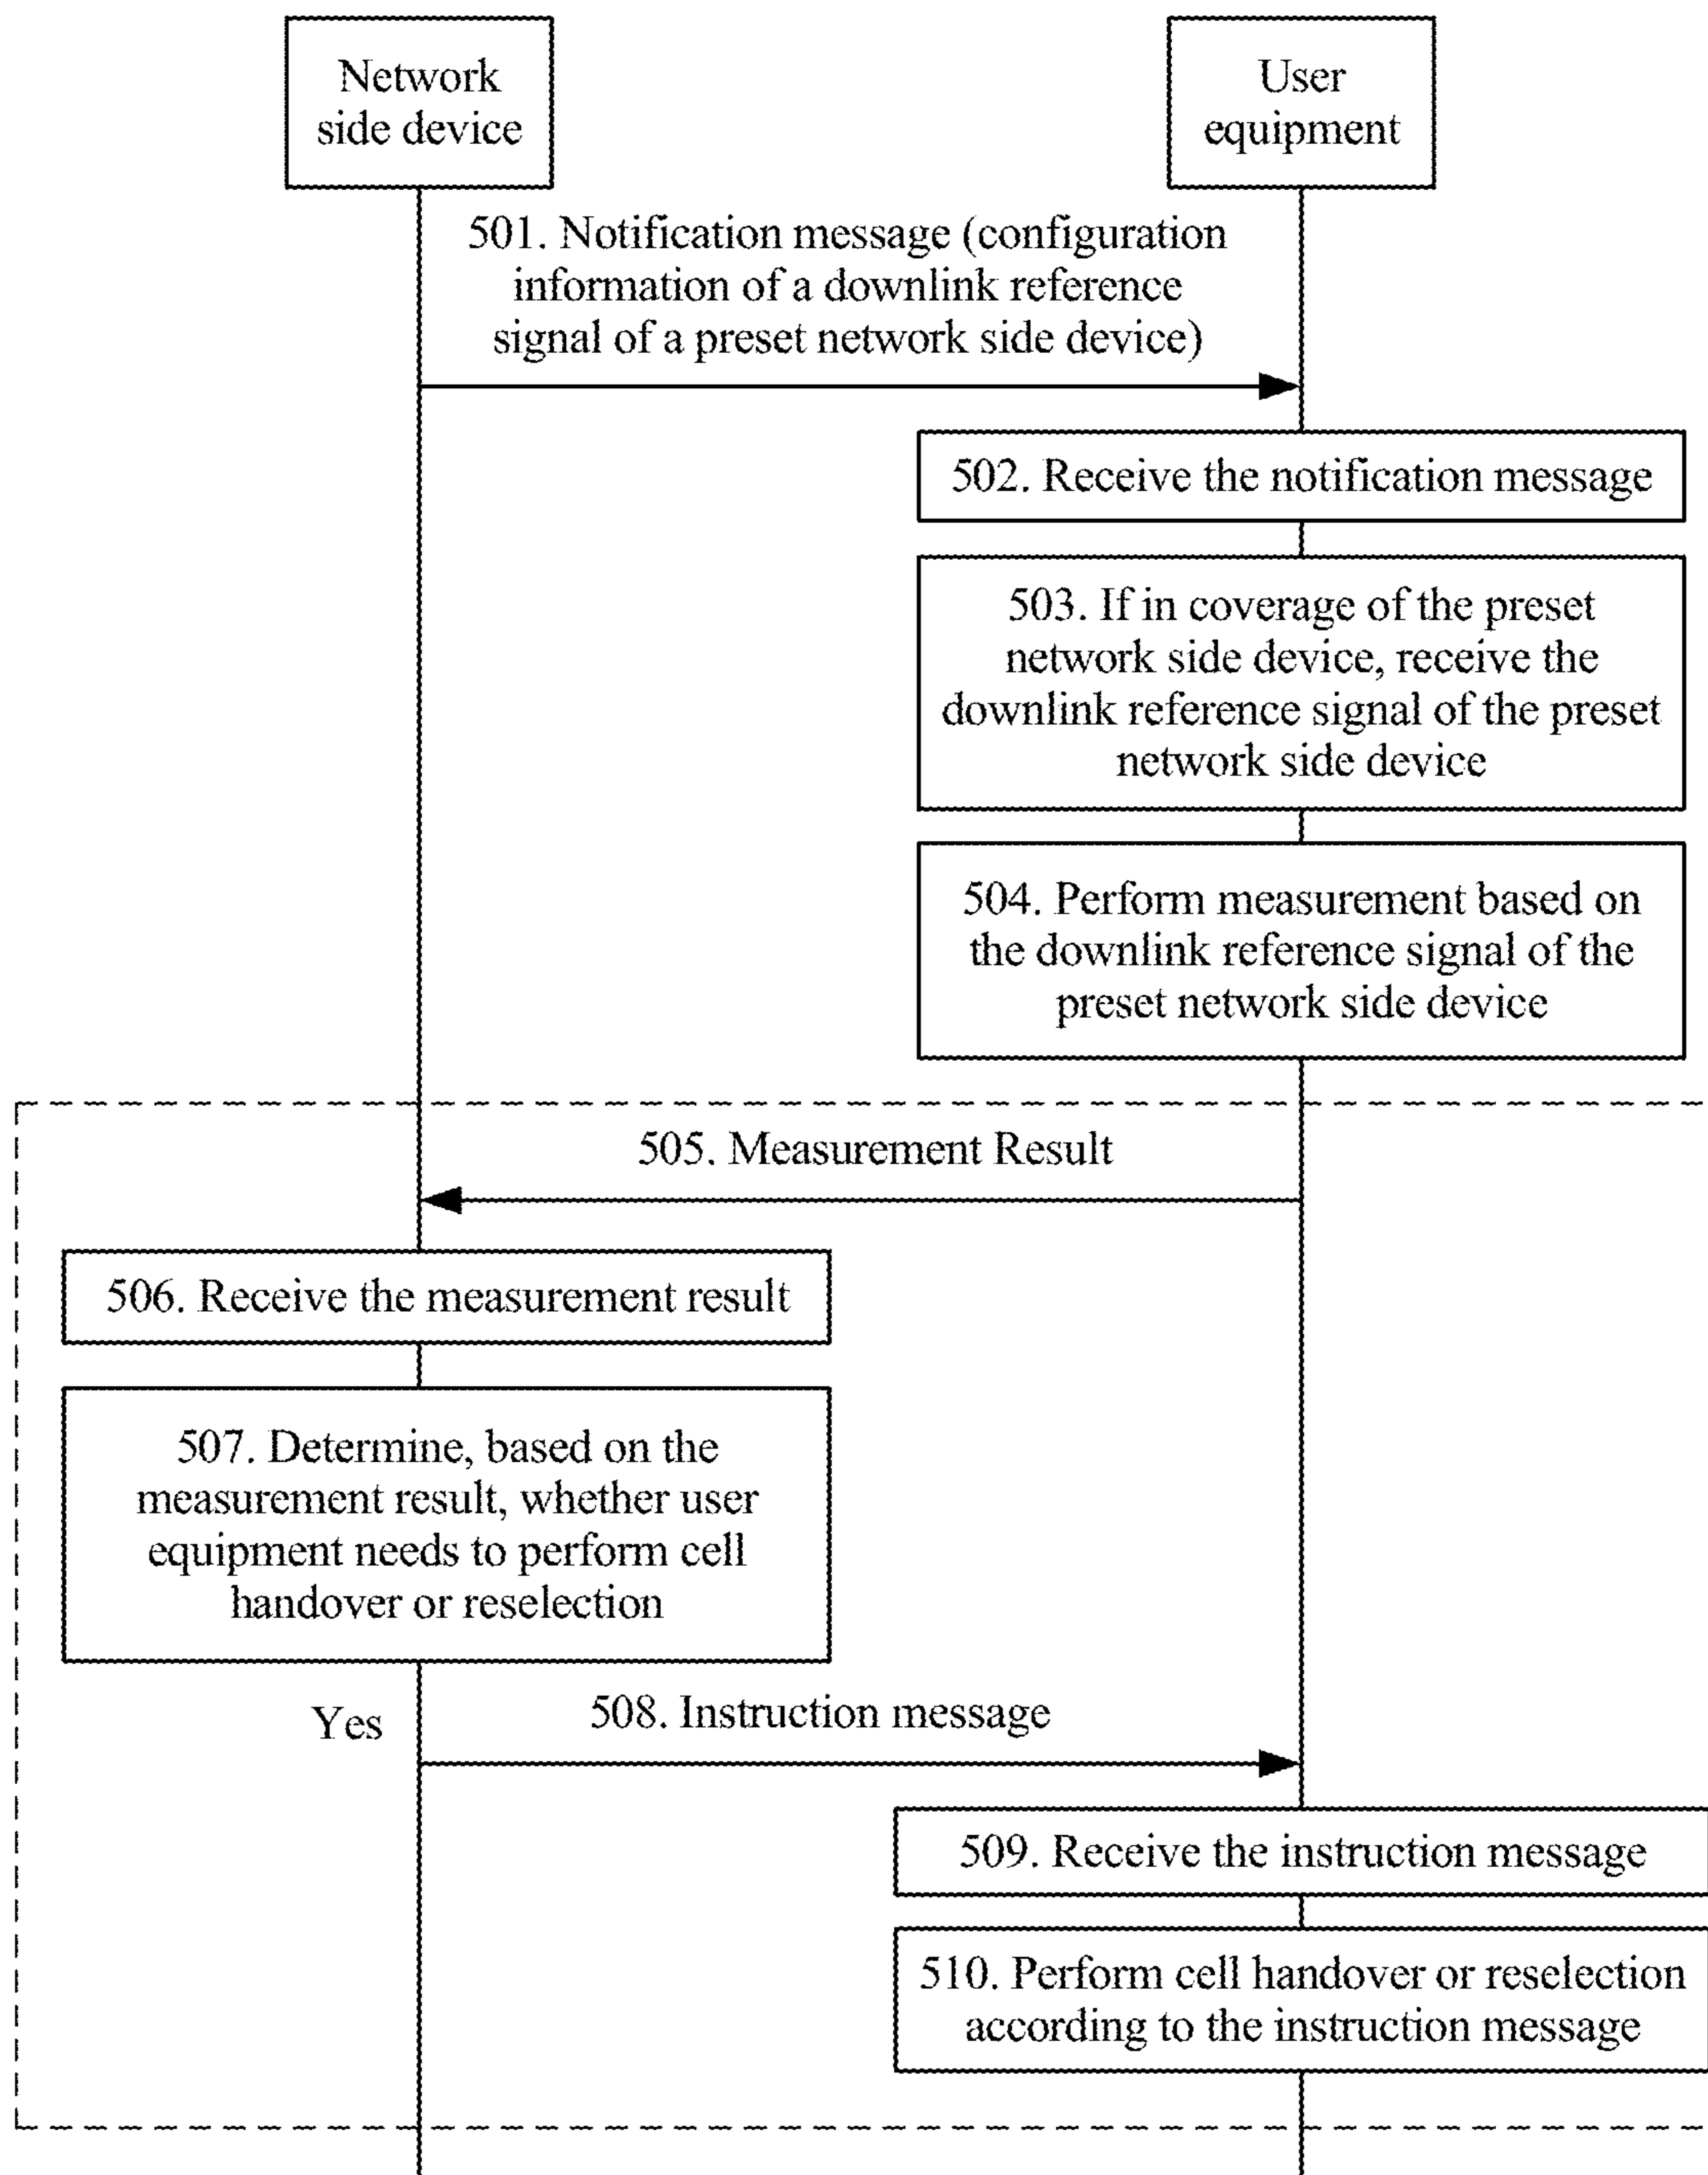 Network
side device
User
equipment
501. Notification message (configuration
information of a downlink reference
signal of a preset network side device)
502. Receive the notification message
503. If in coverage of the preset
network side device, receive the
downlink reference signal of the preset
network side device
504. Perform measurement based on
the downlink reference signal of the
preset network side device
505. Measurement Result
506. Receive the measurement result
507. Determine, based on the
measurement result, whether user
equipment needs to perform cell
handover or reselection
Yes
508. Instruction message
509. Receive the instruction message
510. Perform cell handover or reselection
according to the instruction message